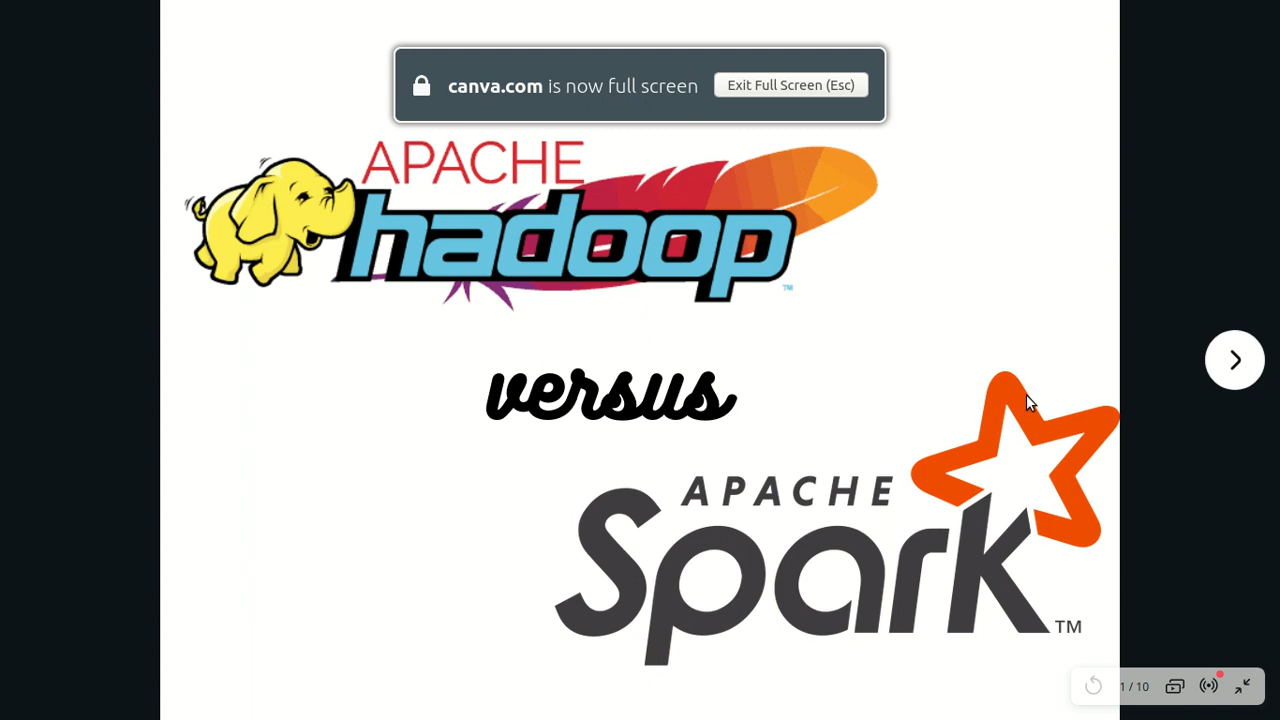 canva.com is now full screen Exit Full Screen (Esc)
APACHE
hadoop
TM
versus
APACHE
Spark
TM
1 / 10